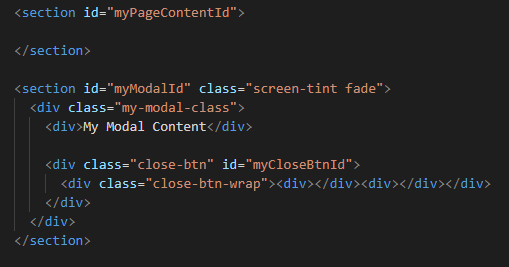 <section id="myPageContentId">
</section>
<section id="myModalId" class="screen-tint fade">
<div class="my-modal-class">
<div>My Modal Content</div>
<div class="close-btn" id="myCloseBtnId">
<div class="close-btn-wrap"><div></div><div></div></div>
</div>
</div>
</section>